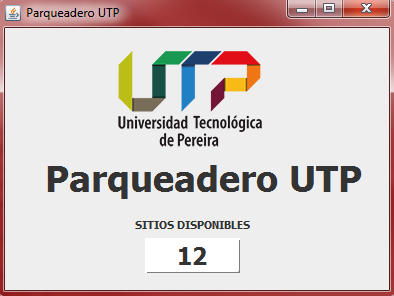 Parqueadero UTP
UTP
Universidad Tecnológica
de Pereira
Parqueadero UTP
SITIOS DISPONIBLES
12